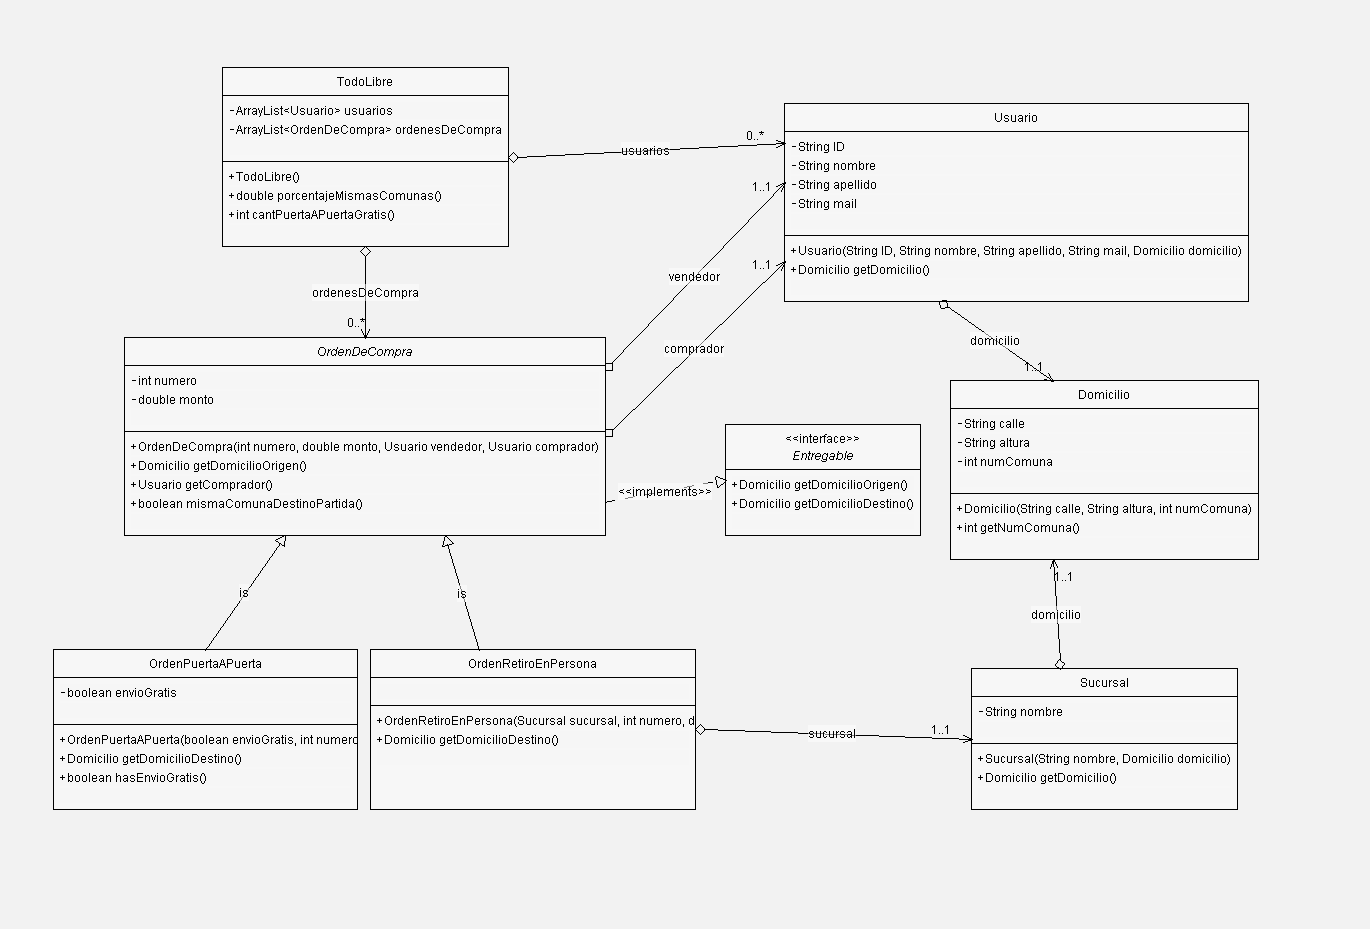 TodoLibre
-ArrayList<Usuario> usuarios
-ArrayList<OrdenDeCompra> ordenesDeCompra
+TodoLibre()
+double porcentajeMismasComunas()
+int cantPuertaAPuertaGratis()
usuarios
0..*
Usuario
-String ID
-String nombre
-String apellido
-String mail
+Usuario(String ID, String nombre, String apellido, String mail, Domicilio domicilio)
+Domicilio getDomicilio()
ordenesDeCompra
0..*
vendedor
1..1
comprador
1..1
domicilio
1..1
OrdenDeCompra
-int numero
-double monto
+OrdenDeCompra(int numero, double monto, Usuario vendedor, Usuario comprador)
+Domicilio getDomicilioOrigen()
+Usuario getComprador()
+boolean mismaComunaDestinoPartida()
<<implements>>
<<interface>>
Entregable
+Domicilio getDomicilioOrigen()
+Domicilio getDomicilioDestino()
Domicilio
-String calle
-String altura
-int numComuna
+Domicilio(String calle, String altura, int numComuna)
+int getNumComuna()
is
is
1..1
domicilio
OrdenPuertaAPuerta
-boolean envioGratis
+OrdenPuertaAPuerta(boolean envioGratis, int numero
+Domicilio getDomicilioDestino()
+boolean hasEnvioGratis()
OrdenRetiroEnPersona
+OrdenRetiroEnPersona(Sucursal sucursal, int numero, d
+Domicilio getDomicilioDestino()
sucursal
1..1
Sucursal
-String nombre
+Sucursal(String nombre, Domicilio domicilio)
+Domicilio getDomicilio()